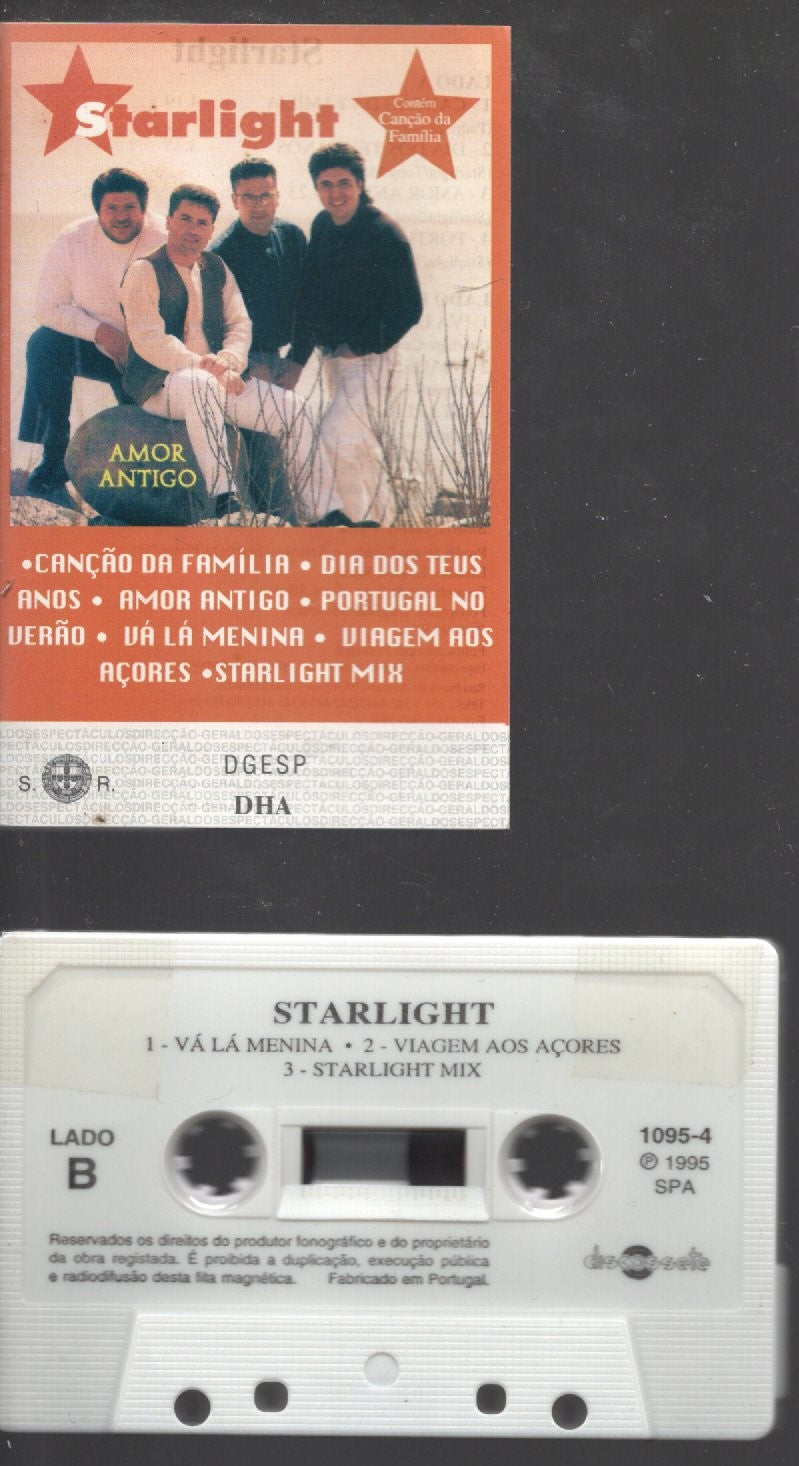 Starlight
Contém
Canção da
Família
AMOR
ANTIGO
•CANÇÃO DA FAMÍLIA • DIA DOS TEUS
ANOS • AMOR ANTIGO • PORTUGAL NO
VERÃO • VÁ LÁ MENINA • VIAGEM AOS
AÇORES •STARLIGHT MIX
S. R.
DGESP
DHA
STARLIGHT
1 - VÁ LÁ MENINA • 2 - VIAGEM AOS AÇORES
3 - STARLIGHT MIX
LADO
B
1095-4
℗ 1995
SPA
Reservados os direitos do produtor fonográfico e do proprietário
da obra registada. É proibida a duplicação, execução pública
e radiodifusão desta fita magnética. Fabricado em Portugal.
discossete